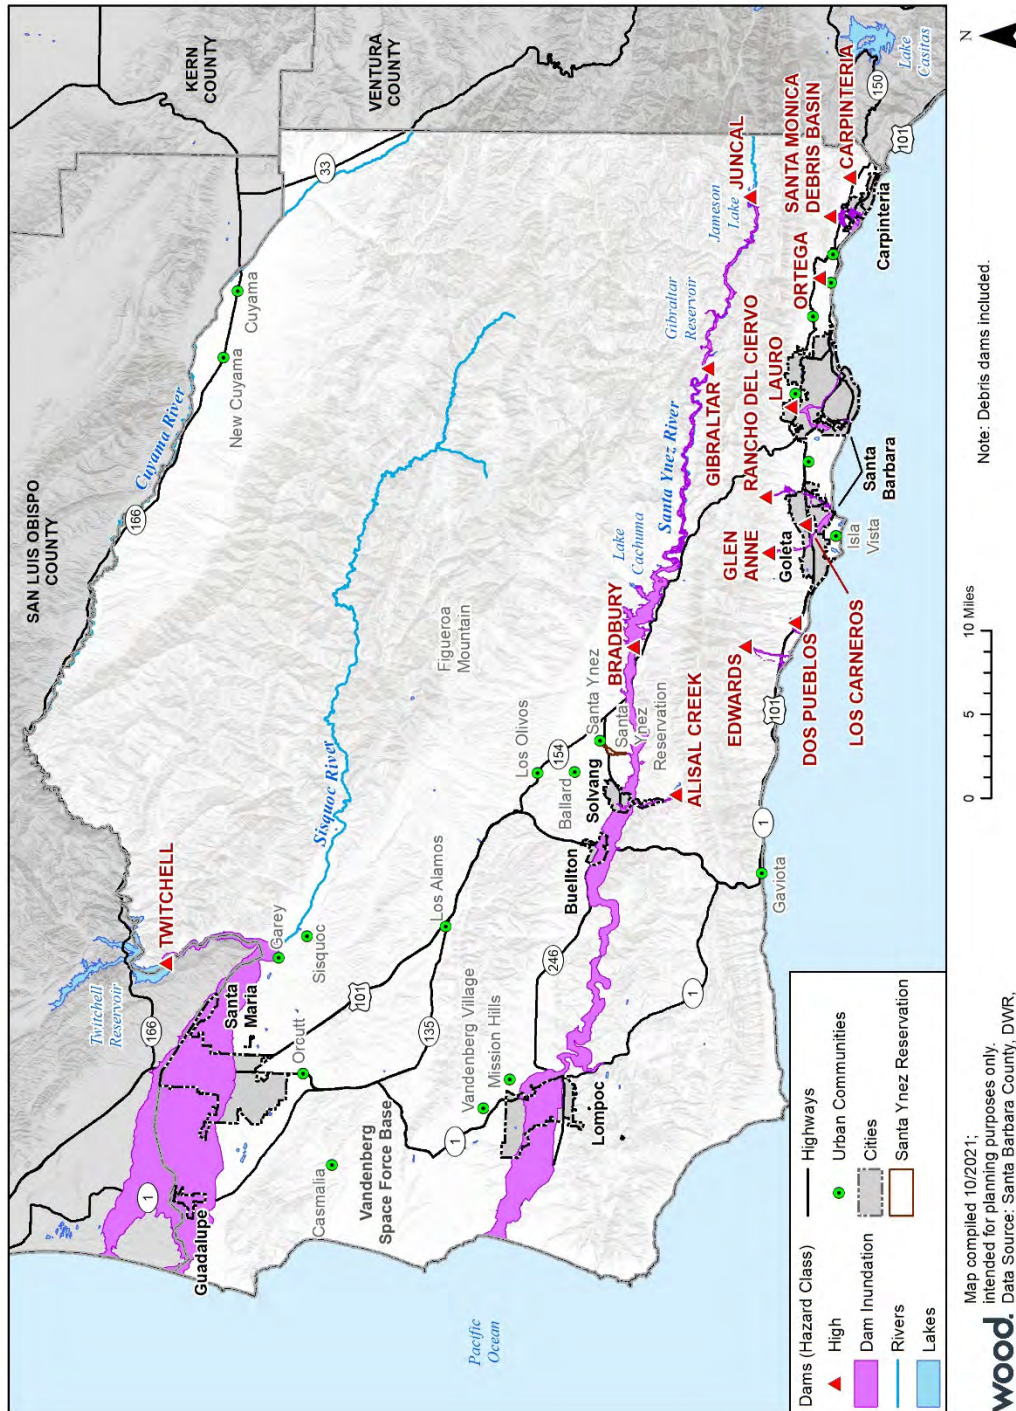 SAN LUIS OBISPO
COUNTY
KERN
COUNTY
VENTURA
COUNTY
166
Cuyama River
New Cuyama
Cuyama
33
Twitchell
Reservoir
TWITCHELL
166
1
Guadalupe
Santa
Maria
Garey
Sisquoc
Sisquoc River
Orcutt
101
Casmalia
Vandenberg
Space Force Base
135
Los Alamos
Figueroa
Mountain
1
Vandenberg Village
Mission Hills
Lompoc
246
1
Los Olivos
154
Ballard
Santa Ynez
Solvang
Santa
Ynez
Reservation
Buellton
ALISAL CREEK
BRADBURY
Lake
Cachuma
Santa Ynez River
GIBRALTAR
Gibraltar
Reservoir
Jameson
Lake
JUNCAL
Pacific
Ocean
Gaviota
1
101
EDWARDS
DOS PUEBLOS
LOS CARNEROS
GLEN
ANNE
Goleta
Isla
Vista
RANCHO DEL CIERVO
LAURO
Santa
Barbara
ORTEGA
SANTA MONICA
DEBRIS BASIN
CARPINTERIA
Carpinteria
150
101
Lake
Casitas
Dams (Hazard Class)
High
Dam Inundation
Rivers
Lakes
Highways
Urban Communities
Cities
Santa Ynez Reservation
0 5 10 Miles
N
Note: Debris dams included.
wood.
Map compiled 10/2021;
intended for planning purposes only.
Data Source: Santa Barbara County, DWR,